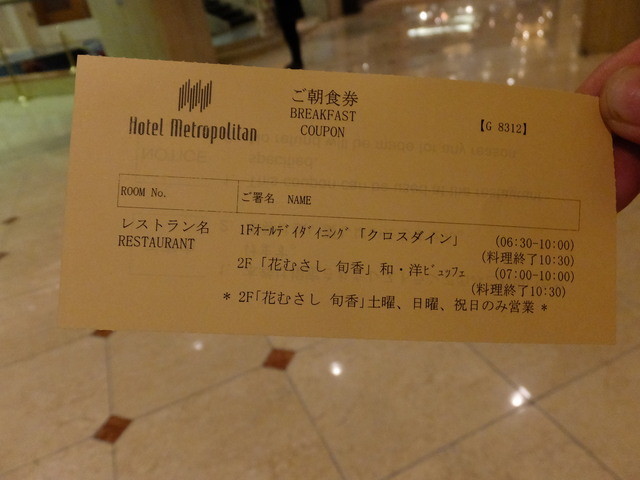 Hotel Metropolitan
ご朝食券
BREAKFAST
COUPON
【G 8312】
ROOM No.
ご署名 NAME
レストラン名
RESTAURANT
1Fオールデイダイニング「クロスダイン」 (06:30-10:00)
(料理終了10:30)
2F「花むさし 旬香」和・洋ビュッフェ (07:00-10:00)
(料理終了10:30)
* 2F「花むさし 旬香」土曜、日曜、祝日のみ営業 *